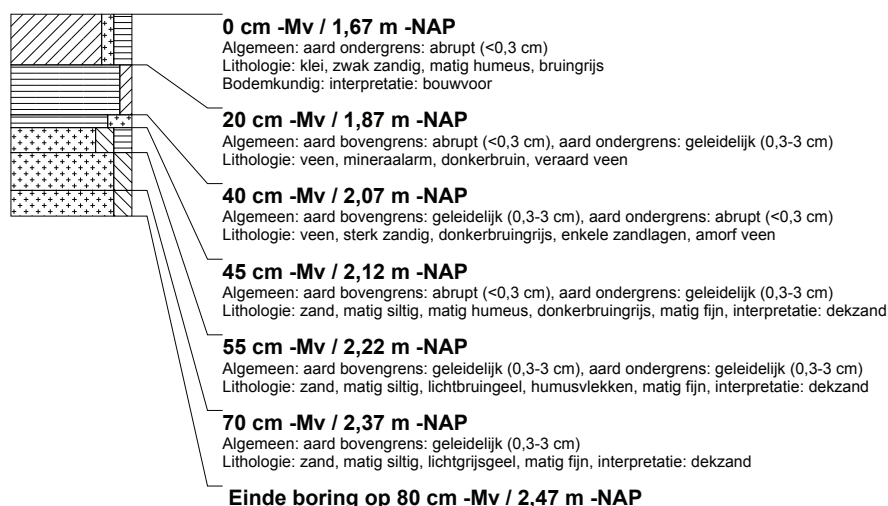 0 cm -Mv / 1,67 m -NAP
Algemeen: aard ondergrens: abrupt (<0,3 cm)
Lithologie: klei, zwak zandig, matig humeus, bruingrijs
Bodemkundig: interpretatie: bouwvoor
20 cm -Mv / 1,87 m -NAP
Algemeen: aard bovengrens: abrupt (<0,3 cm), aard ondergrens: geleidelijk (0,3-3 cm)
Lithologie: veen, mineraalarm, donkerbruin, veraard veen
40 cm -Mv / 2,07 m -NAP
Algemeen: aard bovengrens: geleidelijk (0,3-3 cm), aard ondergrens: abrupt (<0,3 cm)
Lithologie: veen, sterk zandig, donkerbruingrijs, enkele zandlagen, amorf veen
45 cm -Mv / 2,12 m -NAP
Algemeen: aard bovengrens: abrupt (<0,3 cm), aard ondergrens: geleidelijk (0,3-3 cm)
Lithologie: zand, matig siltig, matig humeus, donkerbruingrijs, matig fijn, interpretatie: dekzand
55 cm -Mv / 2,22 m -NAP
Algemeen: aard bovengrens: geleidelijk (0,3-3 cm), aard ondergrens: geleidelijk (0,3-3 cm)
Lithologie: zand, matig siltig, lichtbruingeel, humusvlekken, matig fijn, interpretatie: dekzand
70 cm -Mv / 2,37 m -NAP
Algemeen: aard bovengrens: geleidelijk (0,3-3 cm)
Lithologie: zand, matig siltig, lichtgrijsgeel, matig fijn, interpretatie: dekzand
Einde boring op 80 cm -Mv / 2,47 m -NAP